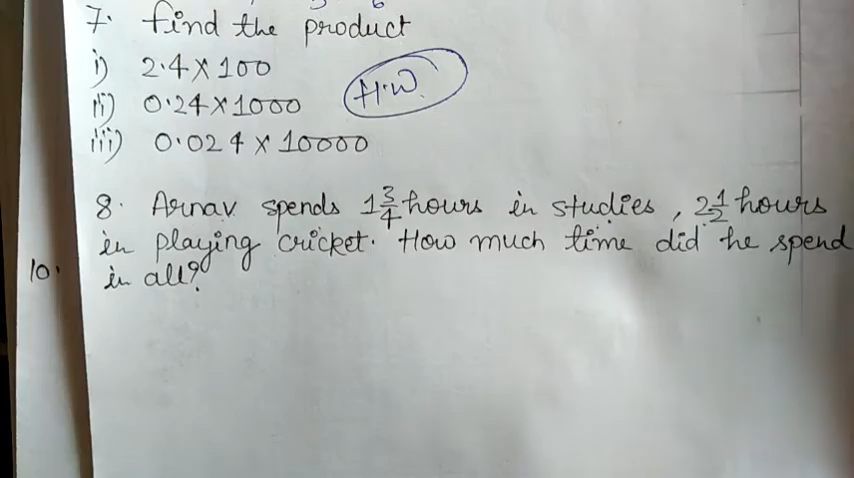 7. find the product
i) 2.4 × 100
ii) 0.24 × 1000
H.W.
iii) 0.024 × 10000
8. Arnav spends 1 3/4 hours in studies, 2 1/2 hours
in playing cricket. How much time did he spend
10.
in all?